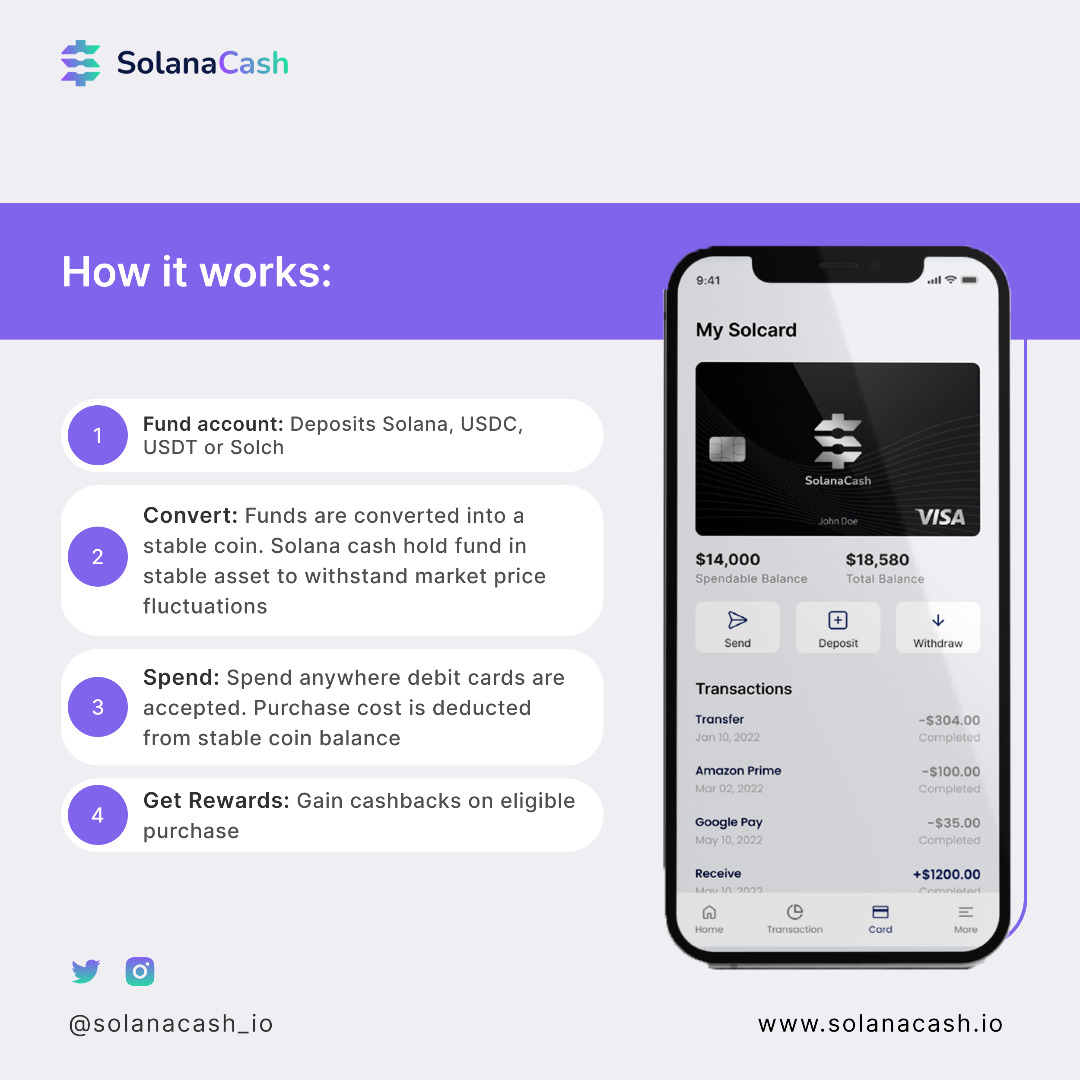 SolanaCash
How it works:
1
Fund account: Deposits Solana, USDC,
USDT or Solch
2
Convert: Funds are converted into a
stable coin. Solana cash hold fund in
stable asset to withstand market price
fluctuations
3
Spend: Spend anywhere debit cards are
accepted. Purchase cost is deducted
from stable coin balance
4
Get Rewards: Gain cashbacks on eligible
purchase
9:41
My Solcard
SolanaCash
John Doe
VISA
$14,000 $18,580
Spendable Balance Total Balance
Send Deposit Withdraw
Transactions
Transfer -$304.00
Jan 10, 2022 Completed
Amazon Prime -$100.00
Mar 02, 2022 Completed
Google Pay -$35.00
May 10, 2022 Completed
Receive +$1200.00
May 10, 2022 Completed
Home Transaction Card More
@solanacash_io
www.solanacash.io